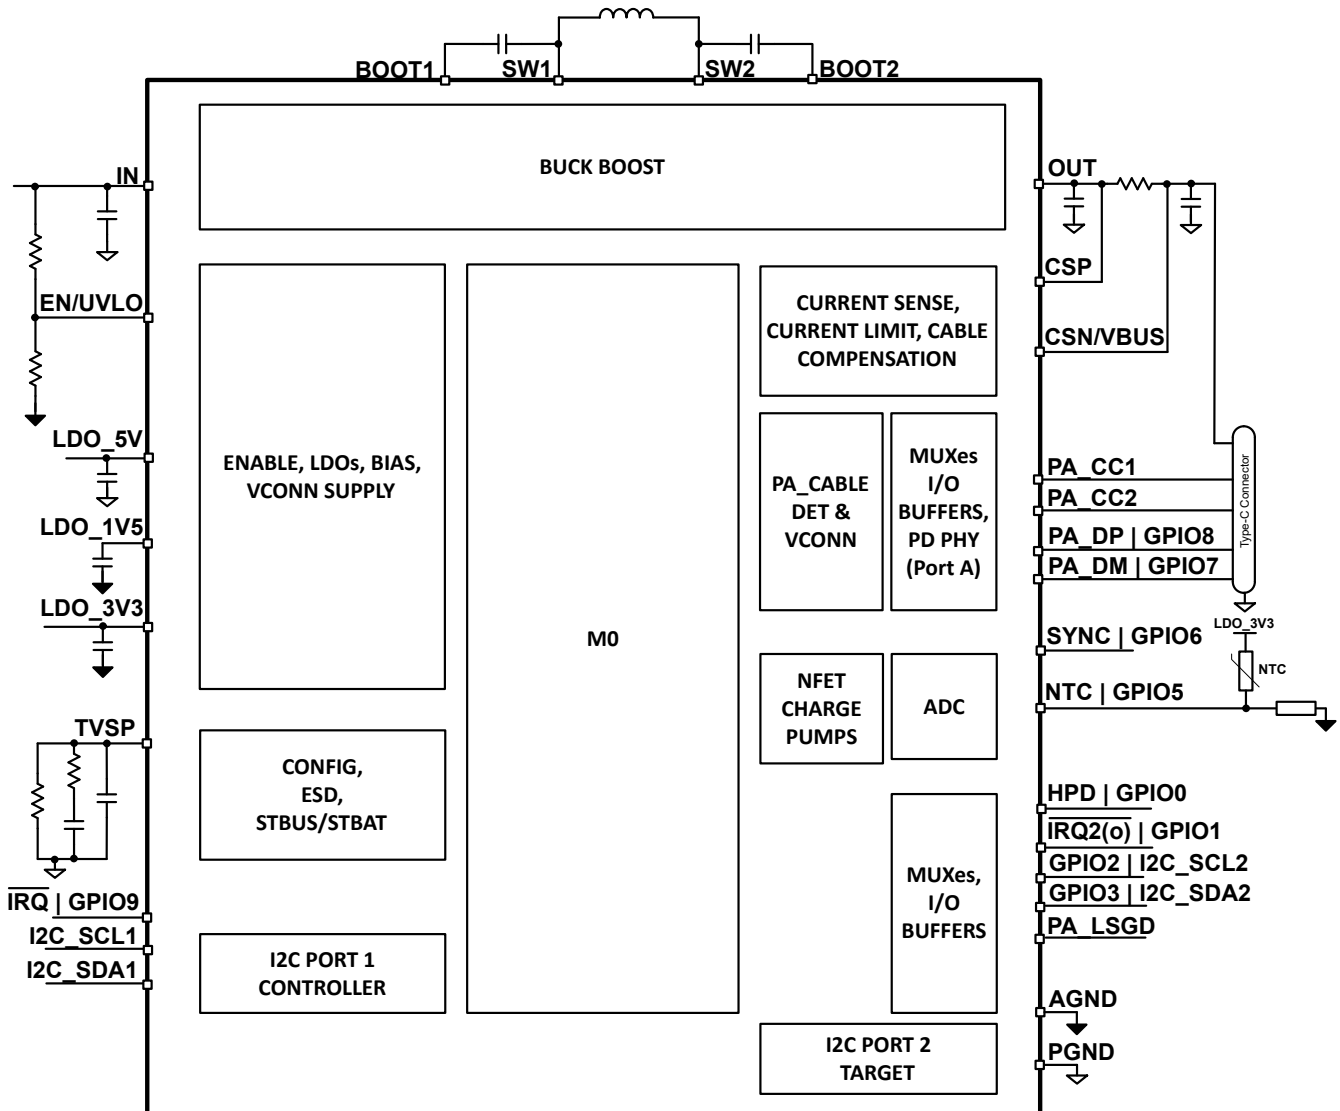 BOOT1
SW1
SW2
BOOT2
BUCK BOOST
IN
OUT
EN/UVLO
CSP
CSN/VBUS
CURRENT SENSE,
CURRENT LIMIT, CABLE
COMPENSATION
LDO_5V
LDO_1V5
LDO_3V3
ENABLE, LDOs, BIAS,
VCONN SUPPLY
M0
PA_CABLE
DET &
VCONN
MUXes
I/O
BUFFERS,
PD PHY
(Port A)
PA_CC1
PA_CC2
PA_DP | GPIO8
PA_DM | GPIO7
Type-C Connector
LDO_3V3
NTC
SYNC | GPIO6
NTC | GPIO5
NFET
CHARGE
PUMPS
ADC
TVSP
CONFIG,
ESD,
STBUS/STBAT
IRQ | GPIO9
I2C_SCL1
I2C_SDA1
I2C PORT 1
CONTROLLER
MUXes,
I/O
BUFFERS
HPD | GPIO0
IRQ2(o) | GPIO1
GPIO2 | I2C_SCL2
GPIO3 | I2C_SDA2
PA_LSGD
AGND
PGND
I2C PORT 2
TARGET